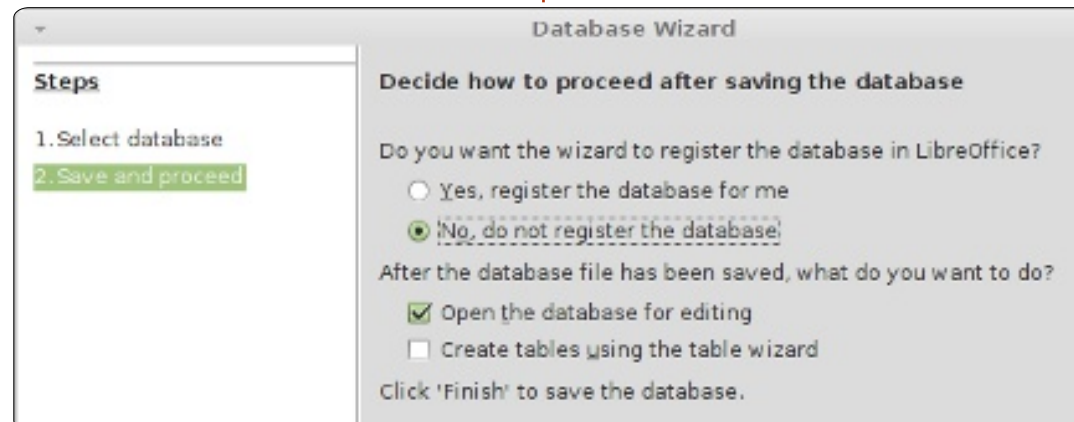 Database Wizard
Steps
1.Select database
2.Save and proceed
Decide how to proceed after saving the database
Do you want the wizard to register the database in LibreOffice?
Yes, register the database for me
No, do not register the database
After the database file has been saved, what do you want to do?
Open the database for editing
Create tables using the table wizard
Click 'Finish' to save the database.